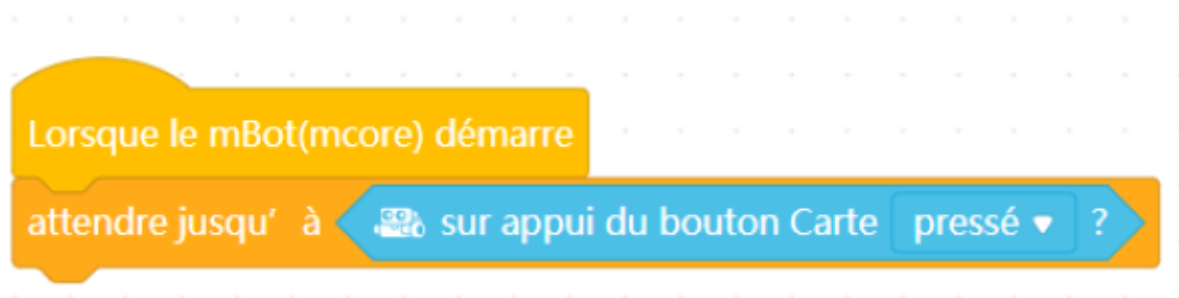 Lorsque le mBot(mcore) démarre
attendre jusqu' à sur appui du bouton Carte pressé ?